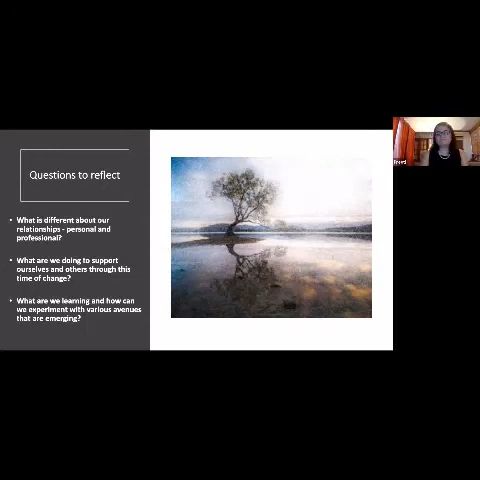 Questions to reflect
• What is different about our
relationships - personal and
professional?
• What are we doing to support
ourselves and others through this
time of change?
• What are we learning and how can
we experiment with various avenues
that are emerging?